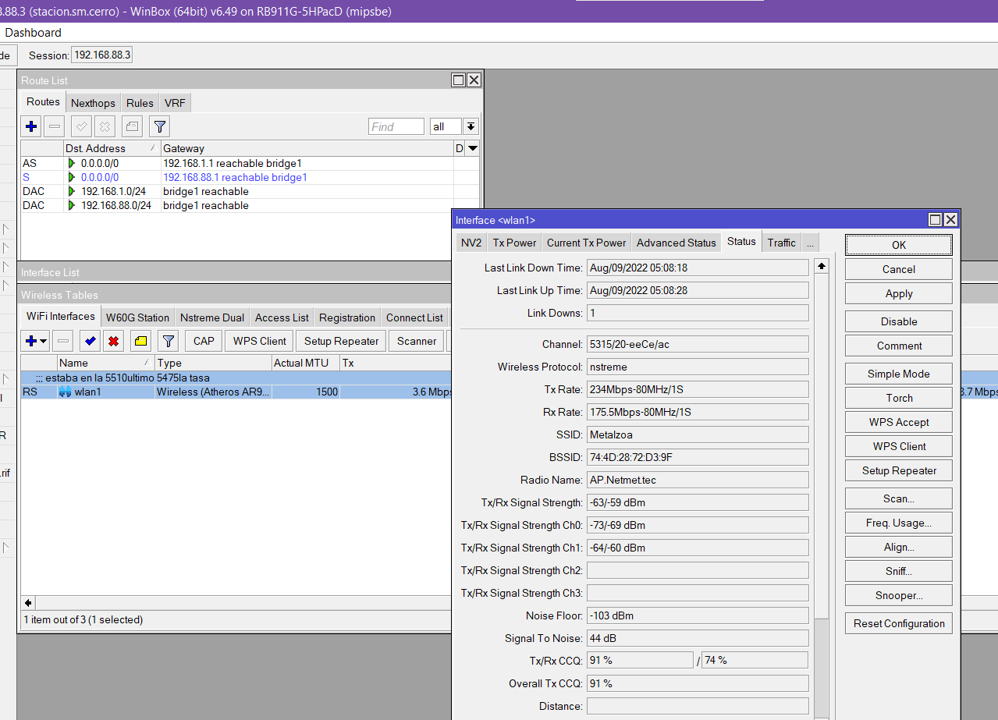 .88.3 (stacion.sm.cerro) - WinBox (64bit) v6.49 on RB911G-5HPacD (mipsbe)
Dashboard
de Session: 192.168.88.3
Route List
Routes Nexthops Rules VRF
Find all
Dst. Address Gateway D
AS 0.0.0.0/0 192.168.1.1 reachable bridge1
S 0.0.0.0/0 192.168.88.1 reachable bridge1
DAC 192.168.1.0/24 bridge1 reachable
DAC 192.168.88.0/24 bridge1 reachable
Interface List
Wireless Tables
WiFi Interfaces W60G Station Nstreme Dual Access List Registration Connect List
CAP WPS Client Setup Repeater Scanner
Name Type Actual MTU Tx
;;; estaba en la 5510ultimo 5475la tasa
RS wlan1 Wireless (Atheros AR9... 1500 3.6 Mbps
3.7 Mbps
R
.rif
1 item out of 3 (1 selected)
Interface <wlan1>
NV2 Tx Power Current Tx Power Advanced Status Status Traffic ...
Last Link Down Time: Aug/09/2022 05:08:18
Last Link Up Time: Aug/09/2022 05:08:28
Link Downs: 1
Channel: 5315/20-eeCe/ac
Wireless Protocol: nstreme
Tx Rate: 234Mbps-80MHz/1S
Rx Rate: 175.5Mbps-80MHz/1S
SSID: Metalzoa
BSSID: 74:4D:28:72:D3:9F
Radio Name: AP.Netmet.tec
Tx/Rx Signal Strength: -63/-59 dBm
Tx/Rx Signal Strength Ch0: -73/-69 dBm
Tx/Rx Signal Strength Ch1: -64/-60 dBm
Tx/Rx Signal Strength Ch2:
Tx/Rx Signal Strength Ch3:
Noise Floor: -103 dBm
Signal To Noise: 44 dB
Tx/Rx CCQ: 91 % / 74 %
Overall Tx CCQ: 91 %
Distance:
OK
Cancel
Apply
Disable
Comment
Simple Mode
Torch
WPS Accept
WPS Client
Setup Repeater
Scan...
Freq. Usage...
Align...
Sniff...
Snooper...
Reset Configuration